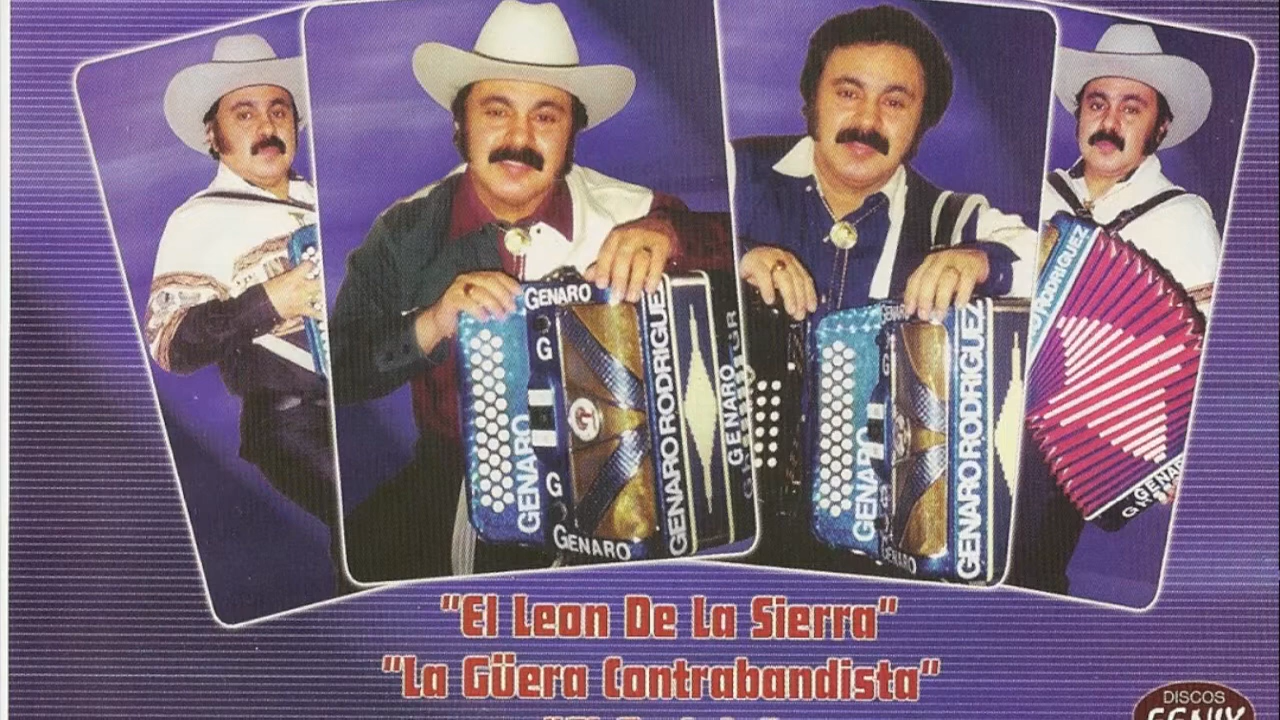 GENARO
G
GENARO
G
GENARO
GENARO RODRIGUEZ
GENARO
GENARO
GENARO RODRIGUEZ
RODRIGUEZ
"El Leon De La Sierra"
"La Güera Contrabandista"
DISCOS